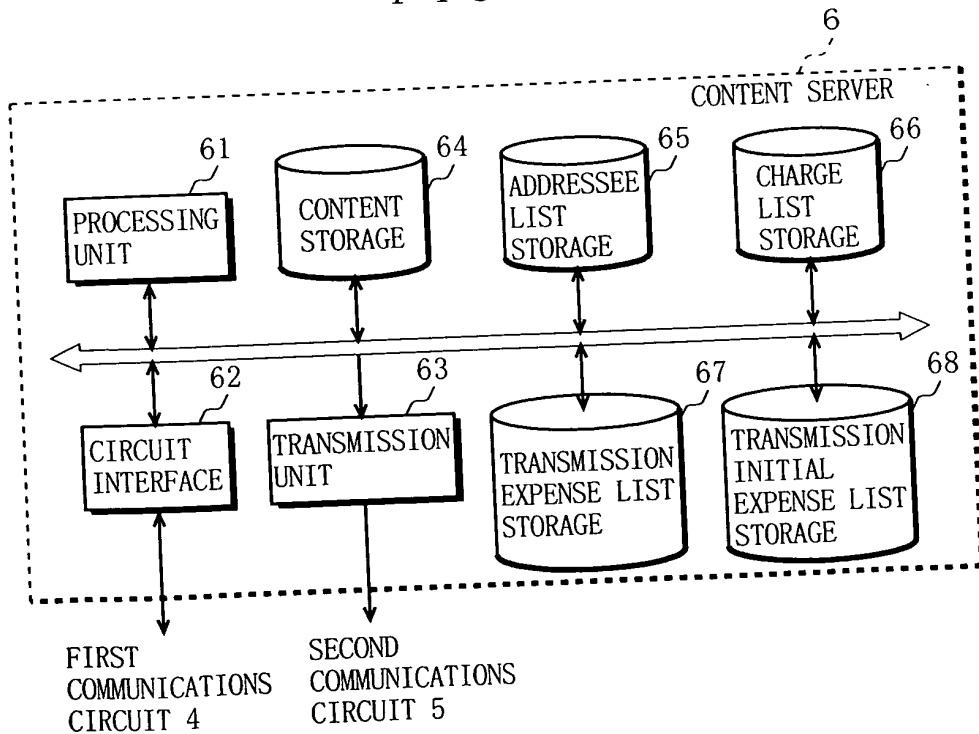 6
CONTENT SERVER
61
PROCESSING
UNIT
64
CONTENT
STORAGE
65
ADDRESSEE
LIST
STORAGE
66
CHARGE
LIST
STORAGE
62
CIRCUIT
INTERFACE
63
TRANSMISSION
UNIT
67
TRANSMISSION
EXPENSE LIST
STORAGE
68
TRANSMISSION
INITIAL
EXPENSE LIST
STORAGE
FIRST
COMMUNICATIONS
CIRCUIT 4
SECOND
COMMUNICATIONS
CIRCUIT 5